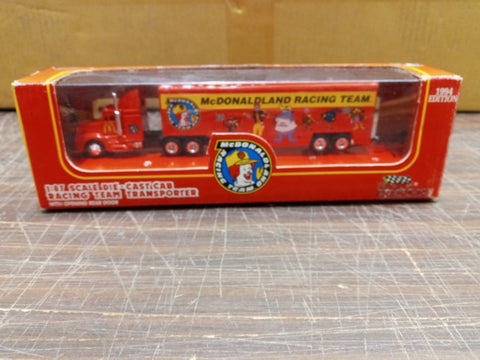 1994
EDITION
McDONALDLAND RACING TEAM
McDONALD'S
RACING TEAM
1:87 SCALE DIE-CAST CAB
RACING TEAM TRANSPORTER
WITH OPENING REAR DOOR